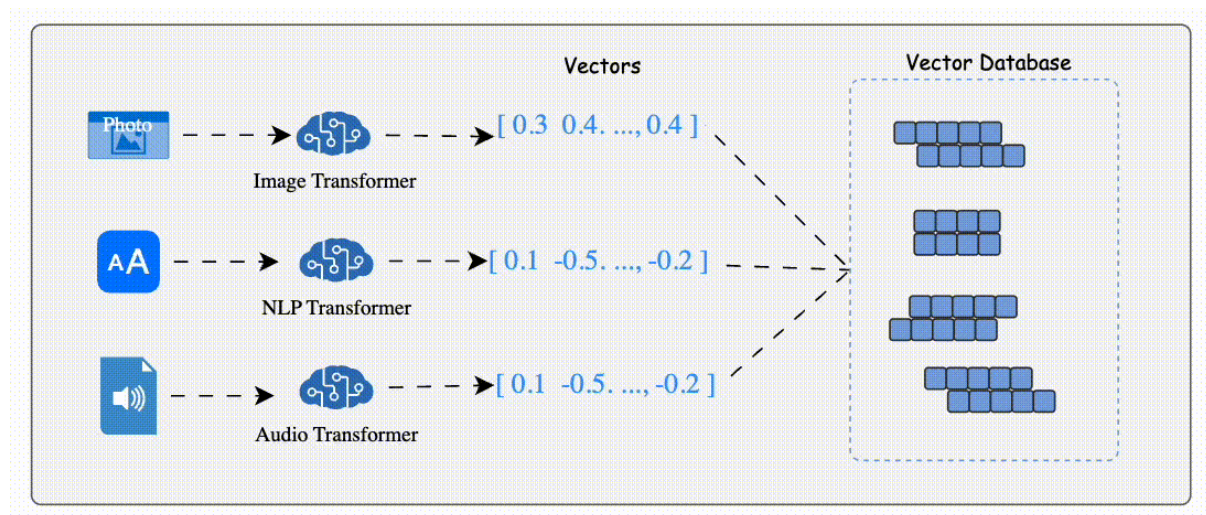 Vectors
Vector Database
Photo
[ 0.3 0.4. ..., 0.4 ]
Image Transformer
AA
[ 0.1 -0.5. ..., -0.2 ]
NLP Transformer
[ 0.1 -0.5. ..., -0.2 ]
Audio Transformer